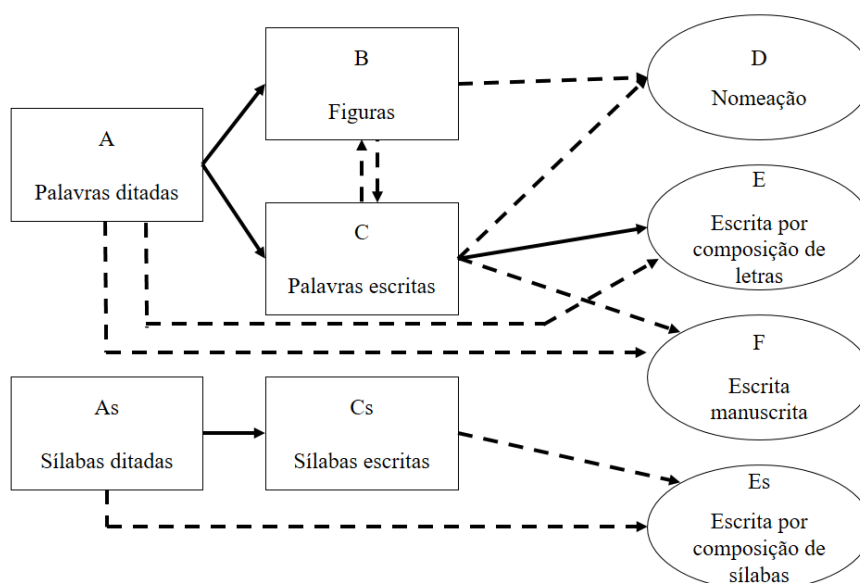 A
Palavras ditadas
B
Figuras
C
Palavras escritas
D
Nomeação
E
Escrita por
composição de
letras
F
Escrita
manuscrita
As
Sílabas ditadas
Cs
Sílabas escritas
Es
Escrita por
composição de
sílabas